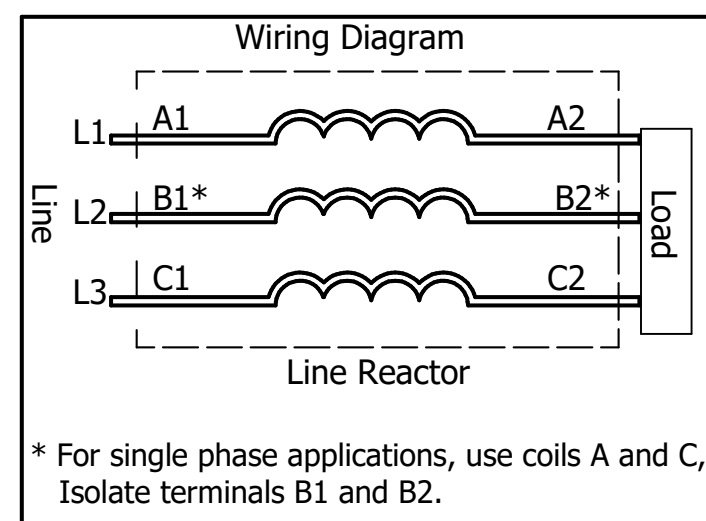 Wiring Diagram
L1 A1 A2
Line L2 B1* B2* Load
L3 C1 C2
Line Reactor
* For single phase applications, use coils A and C,
Isolate terminals B1 and B2.